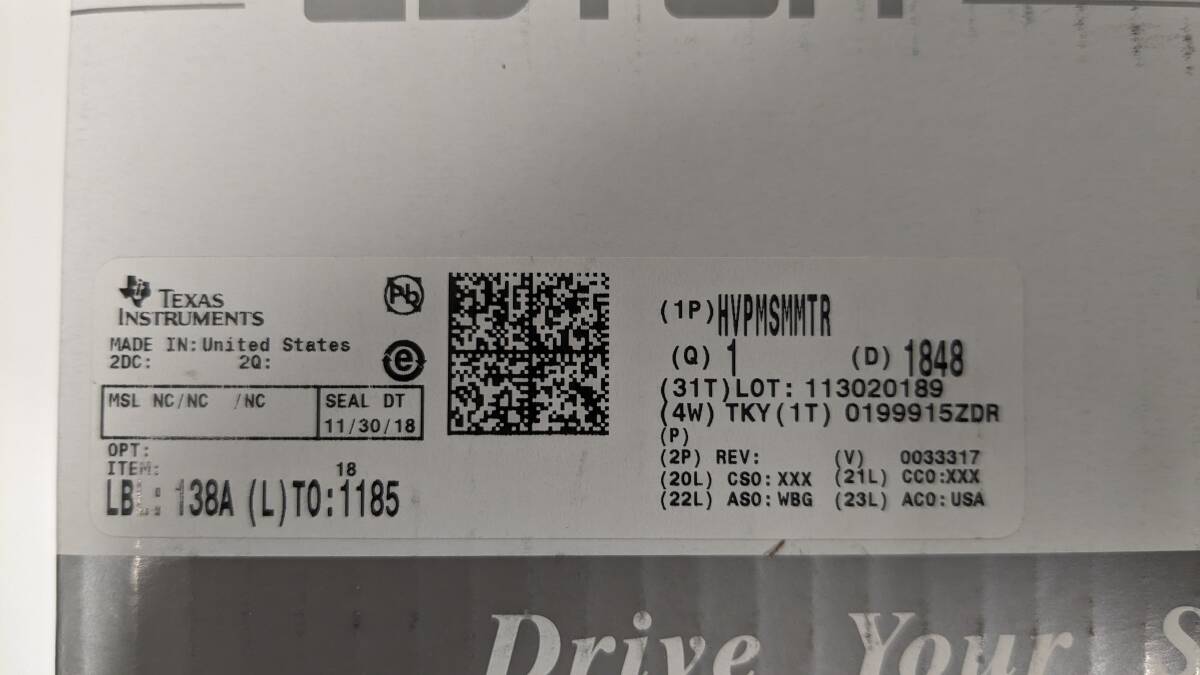 TEXAS
INSTRUMENTS
Pb
e
MADE IN: United States
2DC: 2Q:
MSL NC/NC /NC
SEAL DT
11/30/18
OPT:
ITEM: 18
LBL: 138A (L)TO:1185
(1P)HVPMSMMTR
(Q) 1 (D) 1848
(31T)LOT: 113020189
(4W) TKY(1T) 0199915ZDR
(P)
(2P) REV: (V) 0033317
(20L) CSO: XXX (21L) CCO:XXX
(22L) ASO: WBG (23L) ACO: USA
Drive Your S